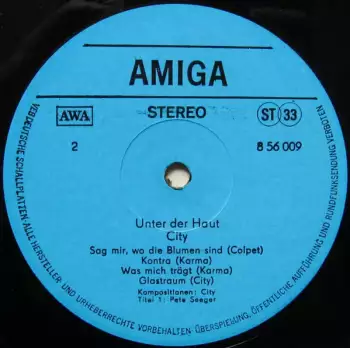 AMIGA
AWA
STEREO
ST 33
2
8 56 009
Unter der Haut
City
Sag mir, wo die Blumen sind (Colpet)
Kontra (Karma)
Was mich trägt (Karma)
Glastraum (City)
Kompositionen: City
Titel 1: Pete Seeger
VEB DEUTSCHE SCHALLPLATTEN · ALLE HERSTELLER UND URHEBERRECHTE VORBEHALTEN · ÜBERSPIELUNG, ÖFFENTLICHE AUFFÜHRUNG UND RUNDFUNKSENDUNG VERBOTEN